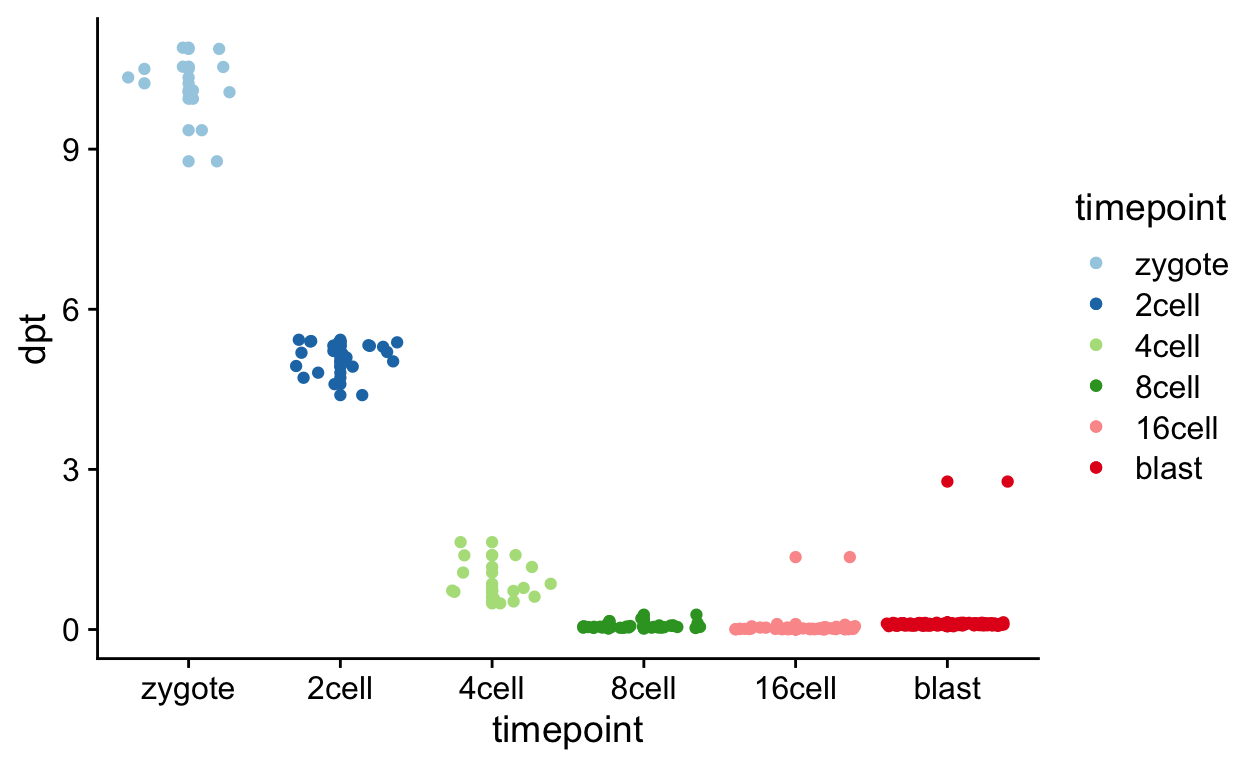 9
6
3
0
dpt
zygote 2cell 4cell 8cell 16cell blast
timepoint
timepoint
zygote
2cell
4cell
8cell
16cell
blast